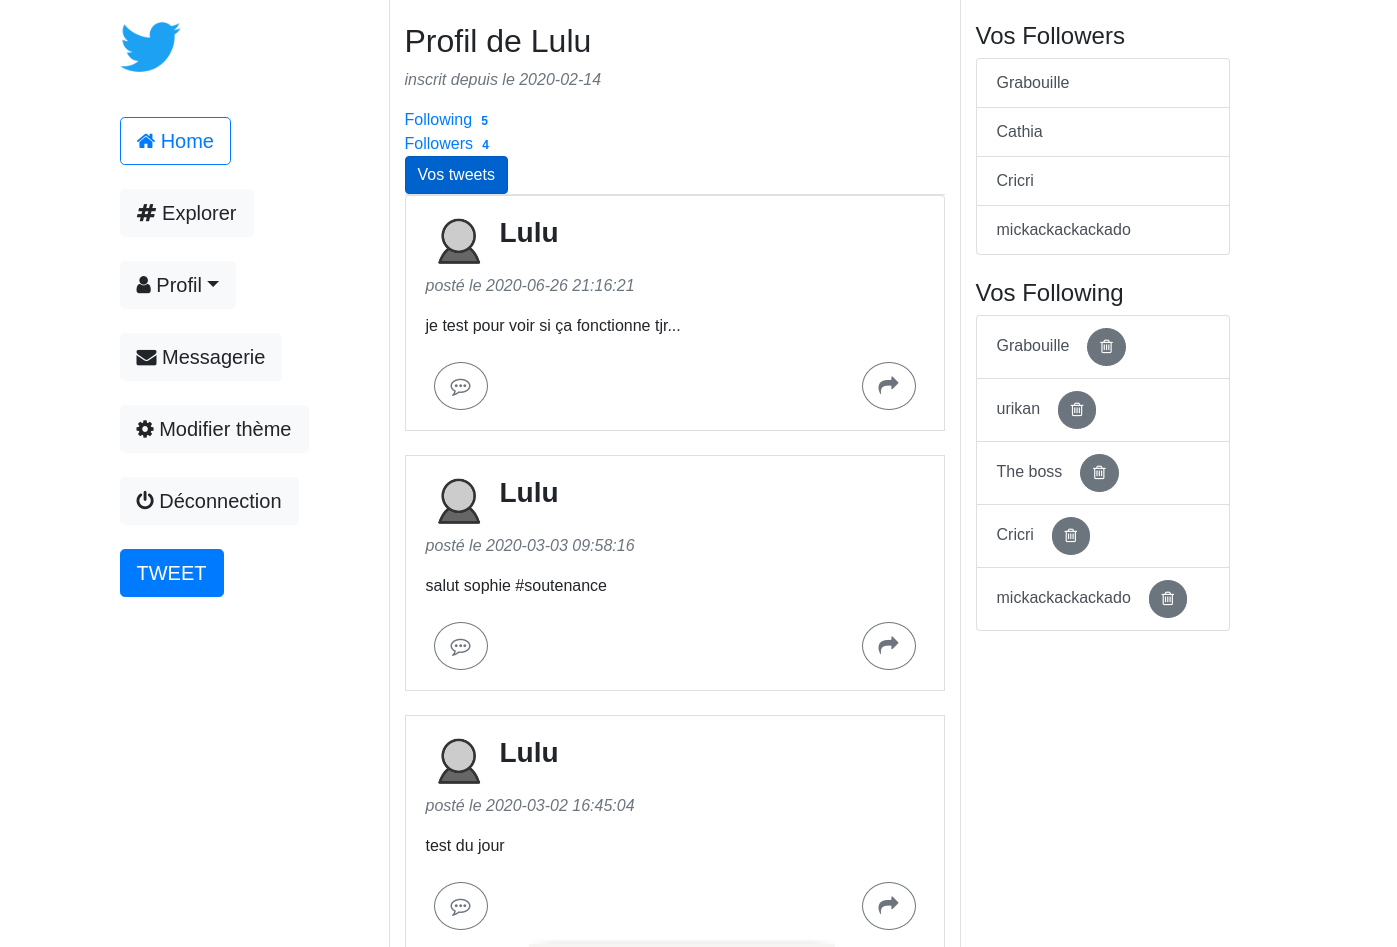 Home
Explorer
Profil
Messagerie
Modifier thème
Déconnection
TWEET
Profil de Lulu
inscrit depuis le 2020-02-14
Following 5
Followers 4
Vos tweets
Lulu
posté le 2020-06-26 21:16:21
je test pour voir si ça fonctionne tjr...
Lulu
posté le 2020-03-03 09:58:16
salut sophie #soutenance
Lulu
posté le 2020-03-02 16:45:04
test du jour
Vos Followers
Grabouille
Cathia
Cricri
mickackackackado
Vos Following
Grabouille
urikan
The boss
Cricri
mickackackackado